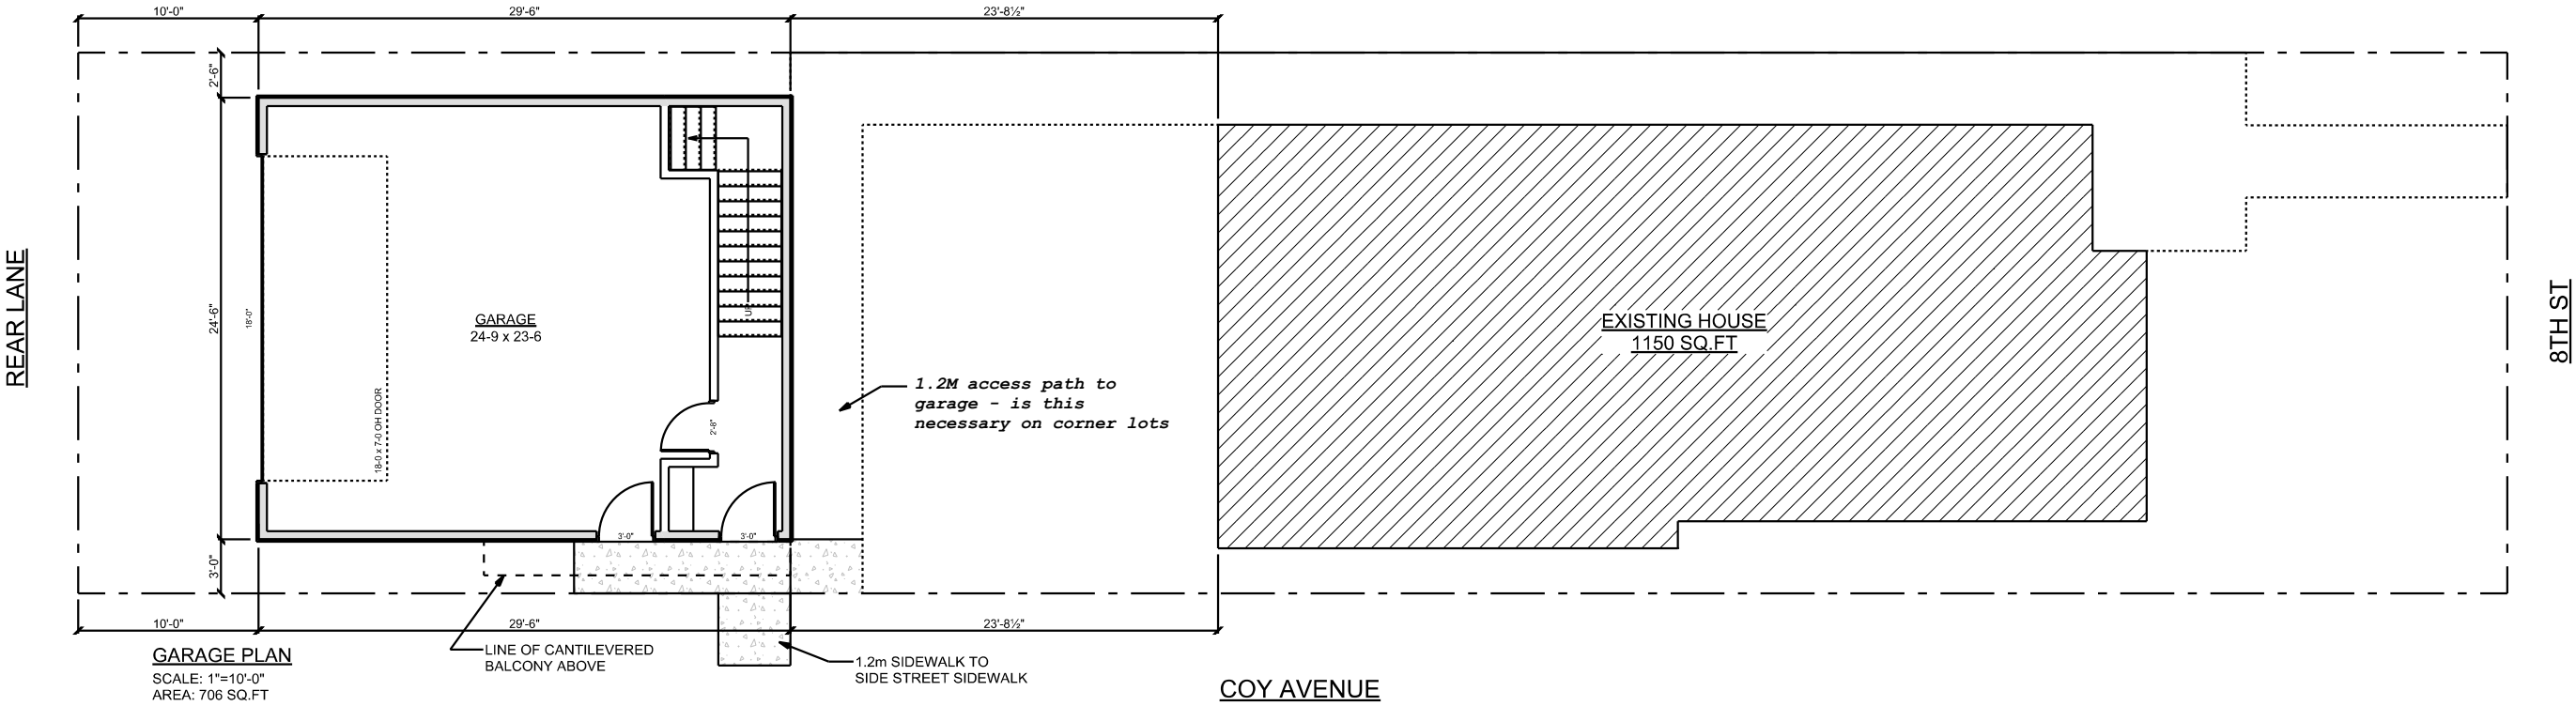 10'-0"
29'-6"
23'-8½"
2'-6"
24'-6"
18'-0"
3'-0"
REAR LANE
GARAGE
24-9 x 23-6
18-0 x 7-0 OH DOOR
UP
2'-8"
3'-0"
3'-0"
1.2M access path to
garage - is this
necessary on corner lots
EXISTING HOUSE
1150 SQ.FT
8TH ST
10'-0"
29'-6"
23'-8½"
GARAGE PLAN
SCALE: 1"=10'-0"
AREA: 706 SQ.FT
LINE OF CANTILEVERED
BALCONY ABOVE
1.2m SIDEWALK TO
SIDE STREET SIDEWALK
COY AVENUE